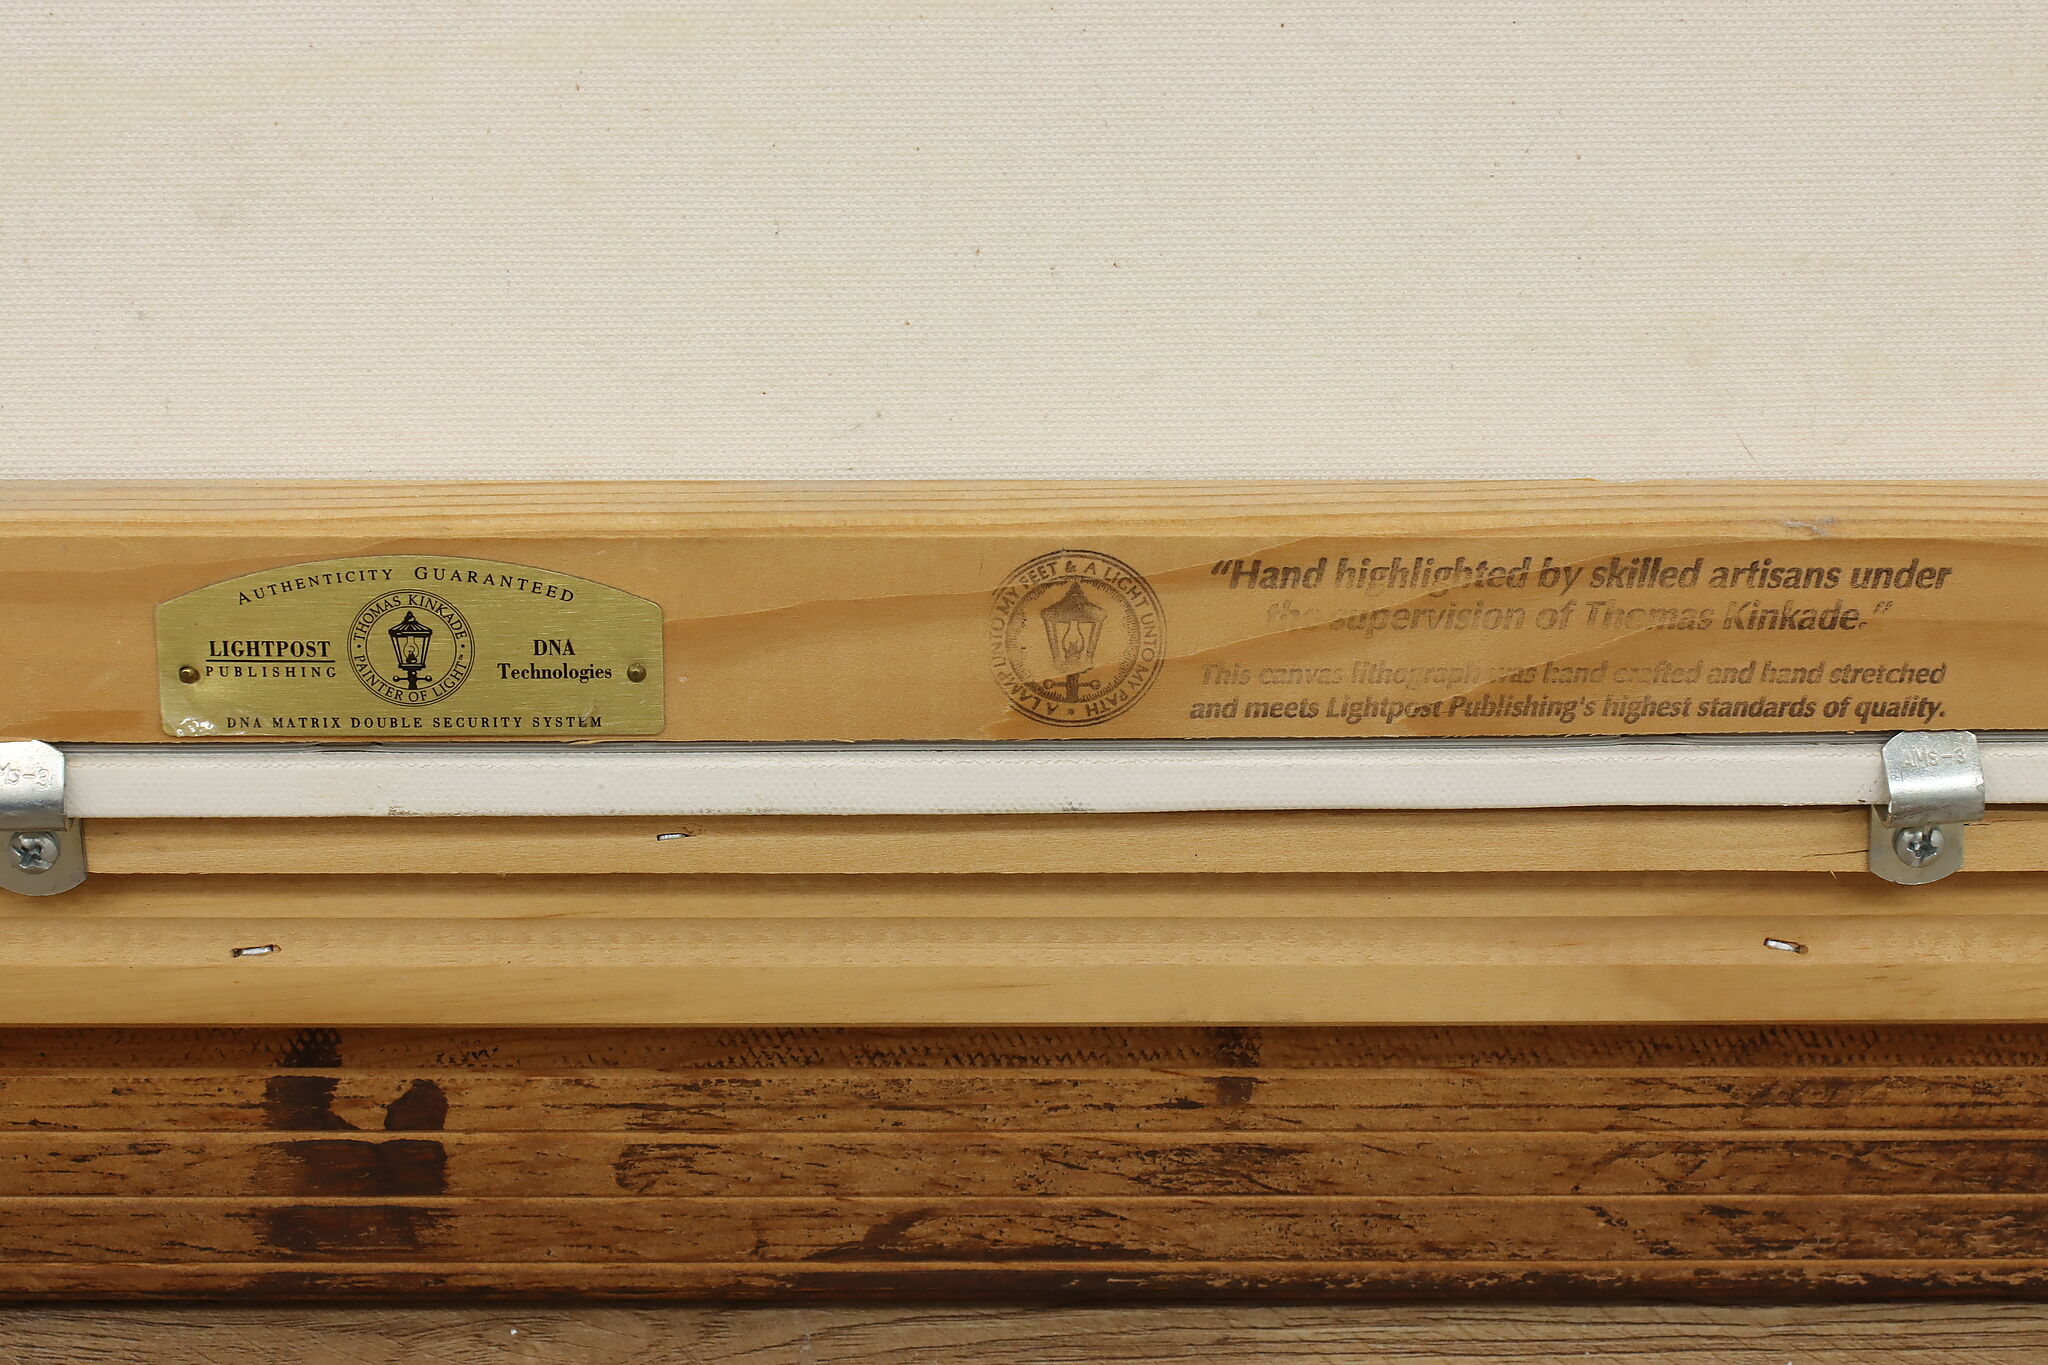 AUTHENTICITY GUARANTEED
THOMAS KINKADE
LIGHTPOST
PUBLISHING
DNA
Technologies
PAINTER OF LIGHT™
DNA MATRIX DOUBLE SECURITY SYSTEM
A LAMP UNTO MY FEET & A LIGHT UNTO MY PATH •
“Hand highlighted by skilled artisans under
the supervision of Thomas Kinkade.”
This canvas lithograph was hand crafted and hand stretched
and meets Lightpost Publishing's highest standards of quality.
AMS-3